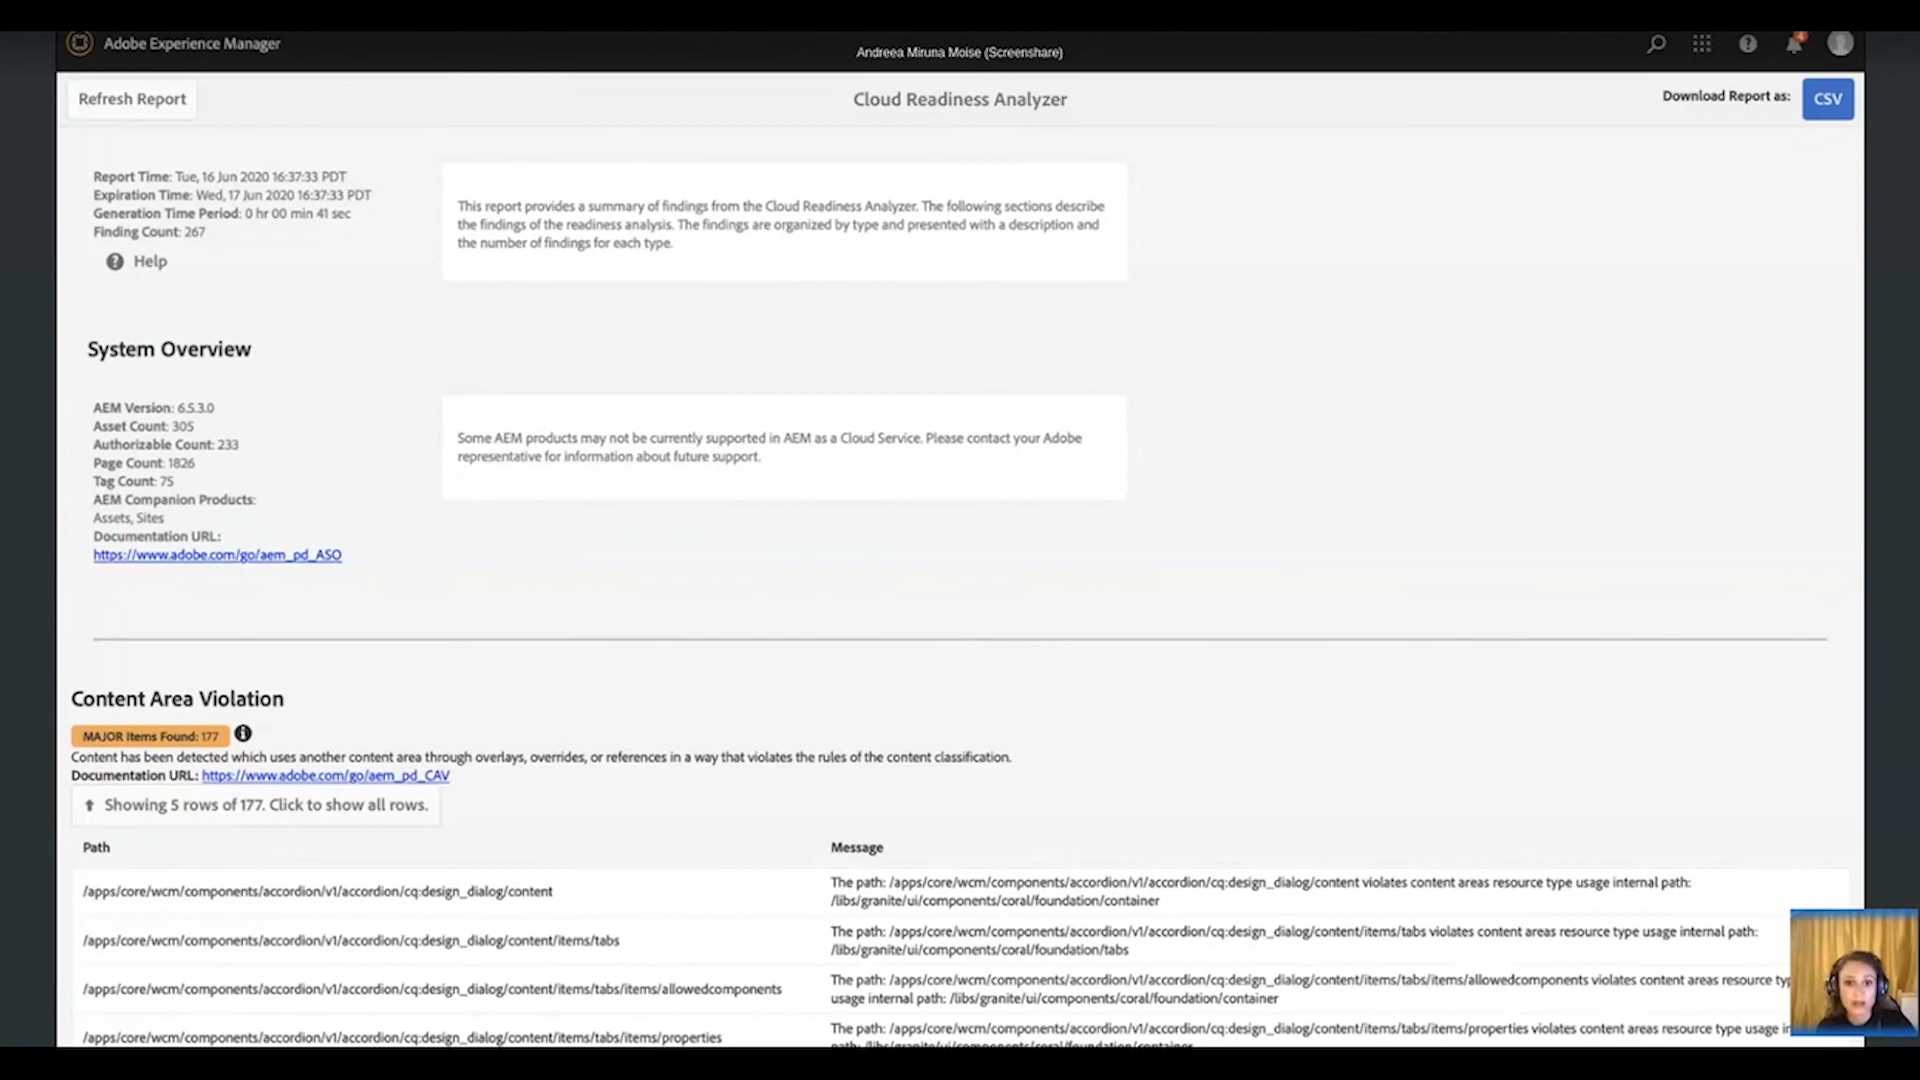 Adobe Experience Manager
Andreea Miruna Moise (Screenshare)
4
Refresh Report
Cloud Readiness Analyzer
Download Report as:
CSV
Report Time: Tue, 16 Jun 2020 16:37:33 PDT
Expiration Time: Wed, 17 Jun 2020 16:37:33 PDT
Generation Time Period: 0 hr 00 min 41 sec
Finding Count: 267
Help
This report provides a summary of findings from the Cloud Readiness Analyzer. The following sections describe
the findings of the readiness analysis. The findings are organized by type and presented with a description and
the number of findings for each type.
System Overview
AEM Version: 6.5.3.0
Asset Count: 305
Authorizable Count: 233
Page Count: 1826
Tag Count: 75
AEM Companion Products:
Assets, Sites
Documentation URL:
https://www.adobe.com/go/aem_pd_ASO
Some AEM products may not be currently supported in AEM as a Cloud Service. Please contact your Adobe
representative for information about future support.
Content Area Violation
MAJOR Items Found: 177
Content has been detected which uses another content area through overlays, overrides, or references in a way that violates the rules of the content classification.
Documentation URL: https://www.adobe.com/go/aem_pd_CAV
Showing 5 rows of 177. Click to show all rows.
Path
Message
/apps/core/wcm/components/accordion/v1/accordion/cq:design_dialog/content
The path: /apps/core/wcm/components/accordion/v1/accordion/cq:design_dialog/content violates content areas resource type usage internal path:
/libs/granite/ui/components/coral/foundation/container
/apps/core/wcm/components/accordion/v1/accordion/cq:design_dialog/content/items/tabs
The path: /apps/core/wcm/components/accordion/v1/accordion/cq:design_dialog/content/items/tabs violates content areas resource type usage internal path:
/libs/granite/ui/components/coral/foundation/tabs
/apps/core/wcm/components/accordion/v1/accordion/cq:design_dialog/content/items/tabs/items/allowedcomponents
The path: /apps/core/wcm/components/accordion/v1/accordion/cq:design_dialog/content/items/tabs/items/allowedcomponents violates content areas resource ty
usage internal path: /libs/granite/ui/components/coral/foundation/container
/apps/core/wcm/components/accordion/v1/accordion/cq:design_dialog/content/items/tabs/items/properties
The path: /apps/core/wcm/components/accordion/v1/accordion/cq:design_dialog/content/items/tabs/items/properties violates content areas resource type usage in
path: /libs/granite/ui/components/coral/foundation/container